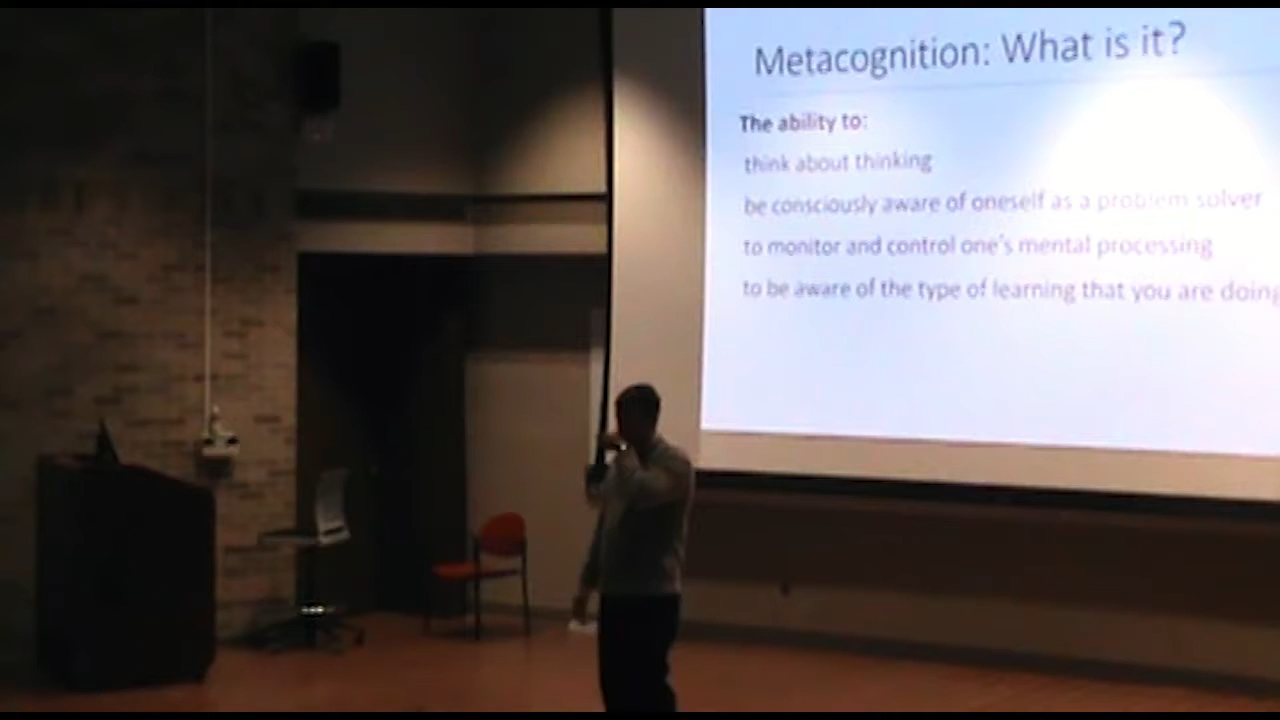 Metacognition: What is it?
The ability to:
think about thinking
be consciously aware of oneself as a problem solver
to monitor and control one's mental processing
to be aware of the type of learning that you are doing